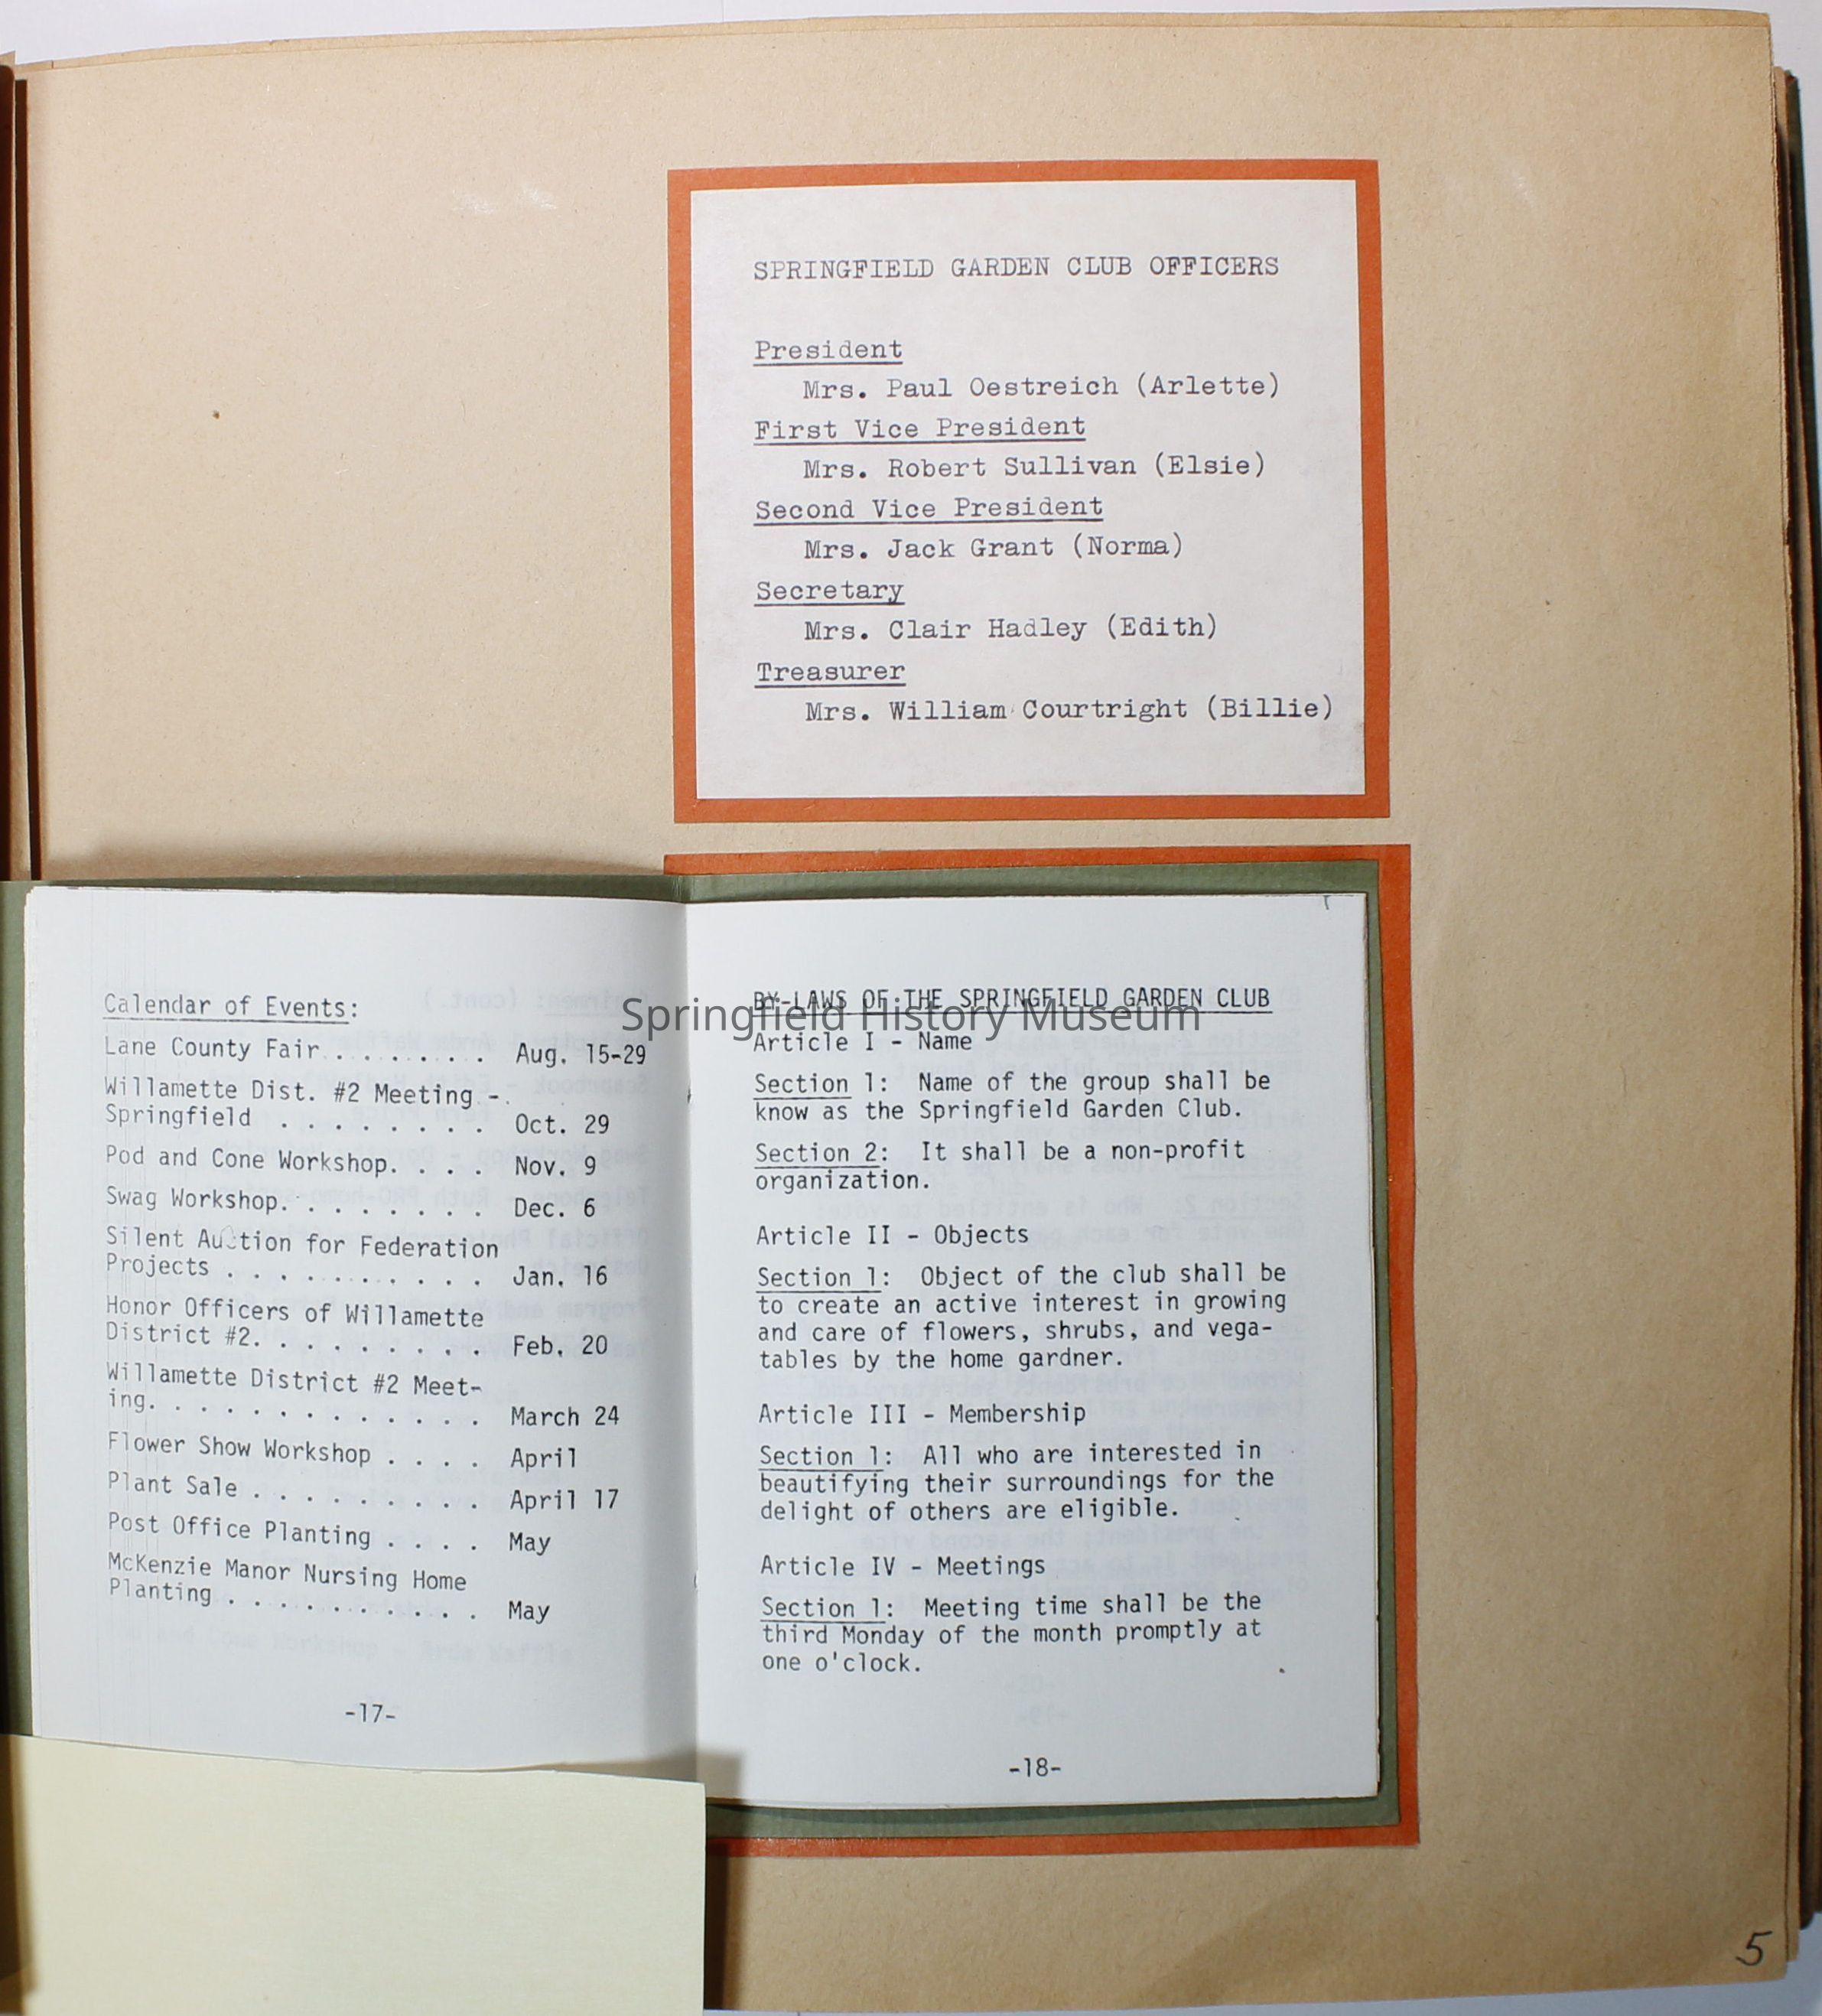 SPRINGFIELD GARDEN CLUB OFFICERS
President
Mrs. Paul Oestreich (Arlette)
First Vice President
Mrs. Robert Sullivan (Elsie)
Second Vice President
Mrs. Jack Grant (Norma)
Secretary
Mrs. Clair Hadley (Edith)
Treasurer
Mrs. William Courtright (Billie)
Calendar of Events:
Lane County Fair . . . . . . . Aug. 15-29
Willamette Dist. #2 Meeting -
Springfield . . . . . . . . Oct. 29
Pod and Cone Workshop. . . . Nov. 9
Swag Workshop. . . . . . . . Dec. 6
Silent Auction for Federation
Projects . . . . . . . . . . Jan. 16
Honor Officers of Willamette
District #2. . . . . . . . . Feb. 20
Willamette District #2 Meet-
ing. . . . . . . . . . . . . March 24
Flower Show Workshop . . . . April
Plant Sale . . . . . . . . . April 17
Post Office Planting . . . . May
McKenzie Manor Nursing Home
Planting . . . . . . . . . . May
-17-
BY-LAWS OF THE SPRINGFIELD GARDEN CLUB
Springfield History Museum
Article I - Name
Section 1: Name of the group shall be
know as the Springfield Garden Club.
Section 2: It shall be a non-profit
organization.
Article II - Objects
Section 1: Object of the club shall be
to create an active interest in growing
and care of flowers, shrubs, and vega-
tables by the home gardner.
Article III - Membership
Section 1: All who are interested in
beautifying their surroundings for the
delight of others are eligible.
Article IV - Meetings
Section 1: Meeting time shall be the
third Monday of the month promptly at
one o'clock.
-18-
5